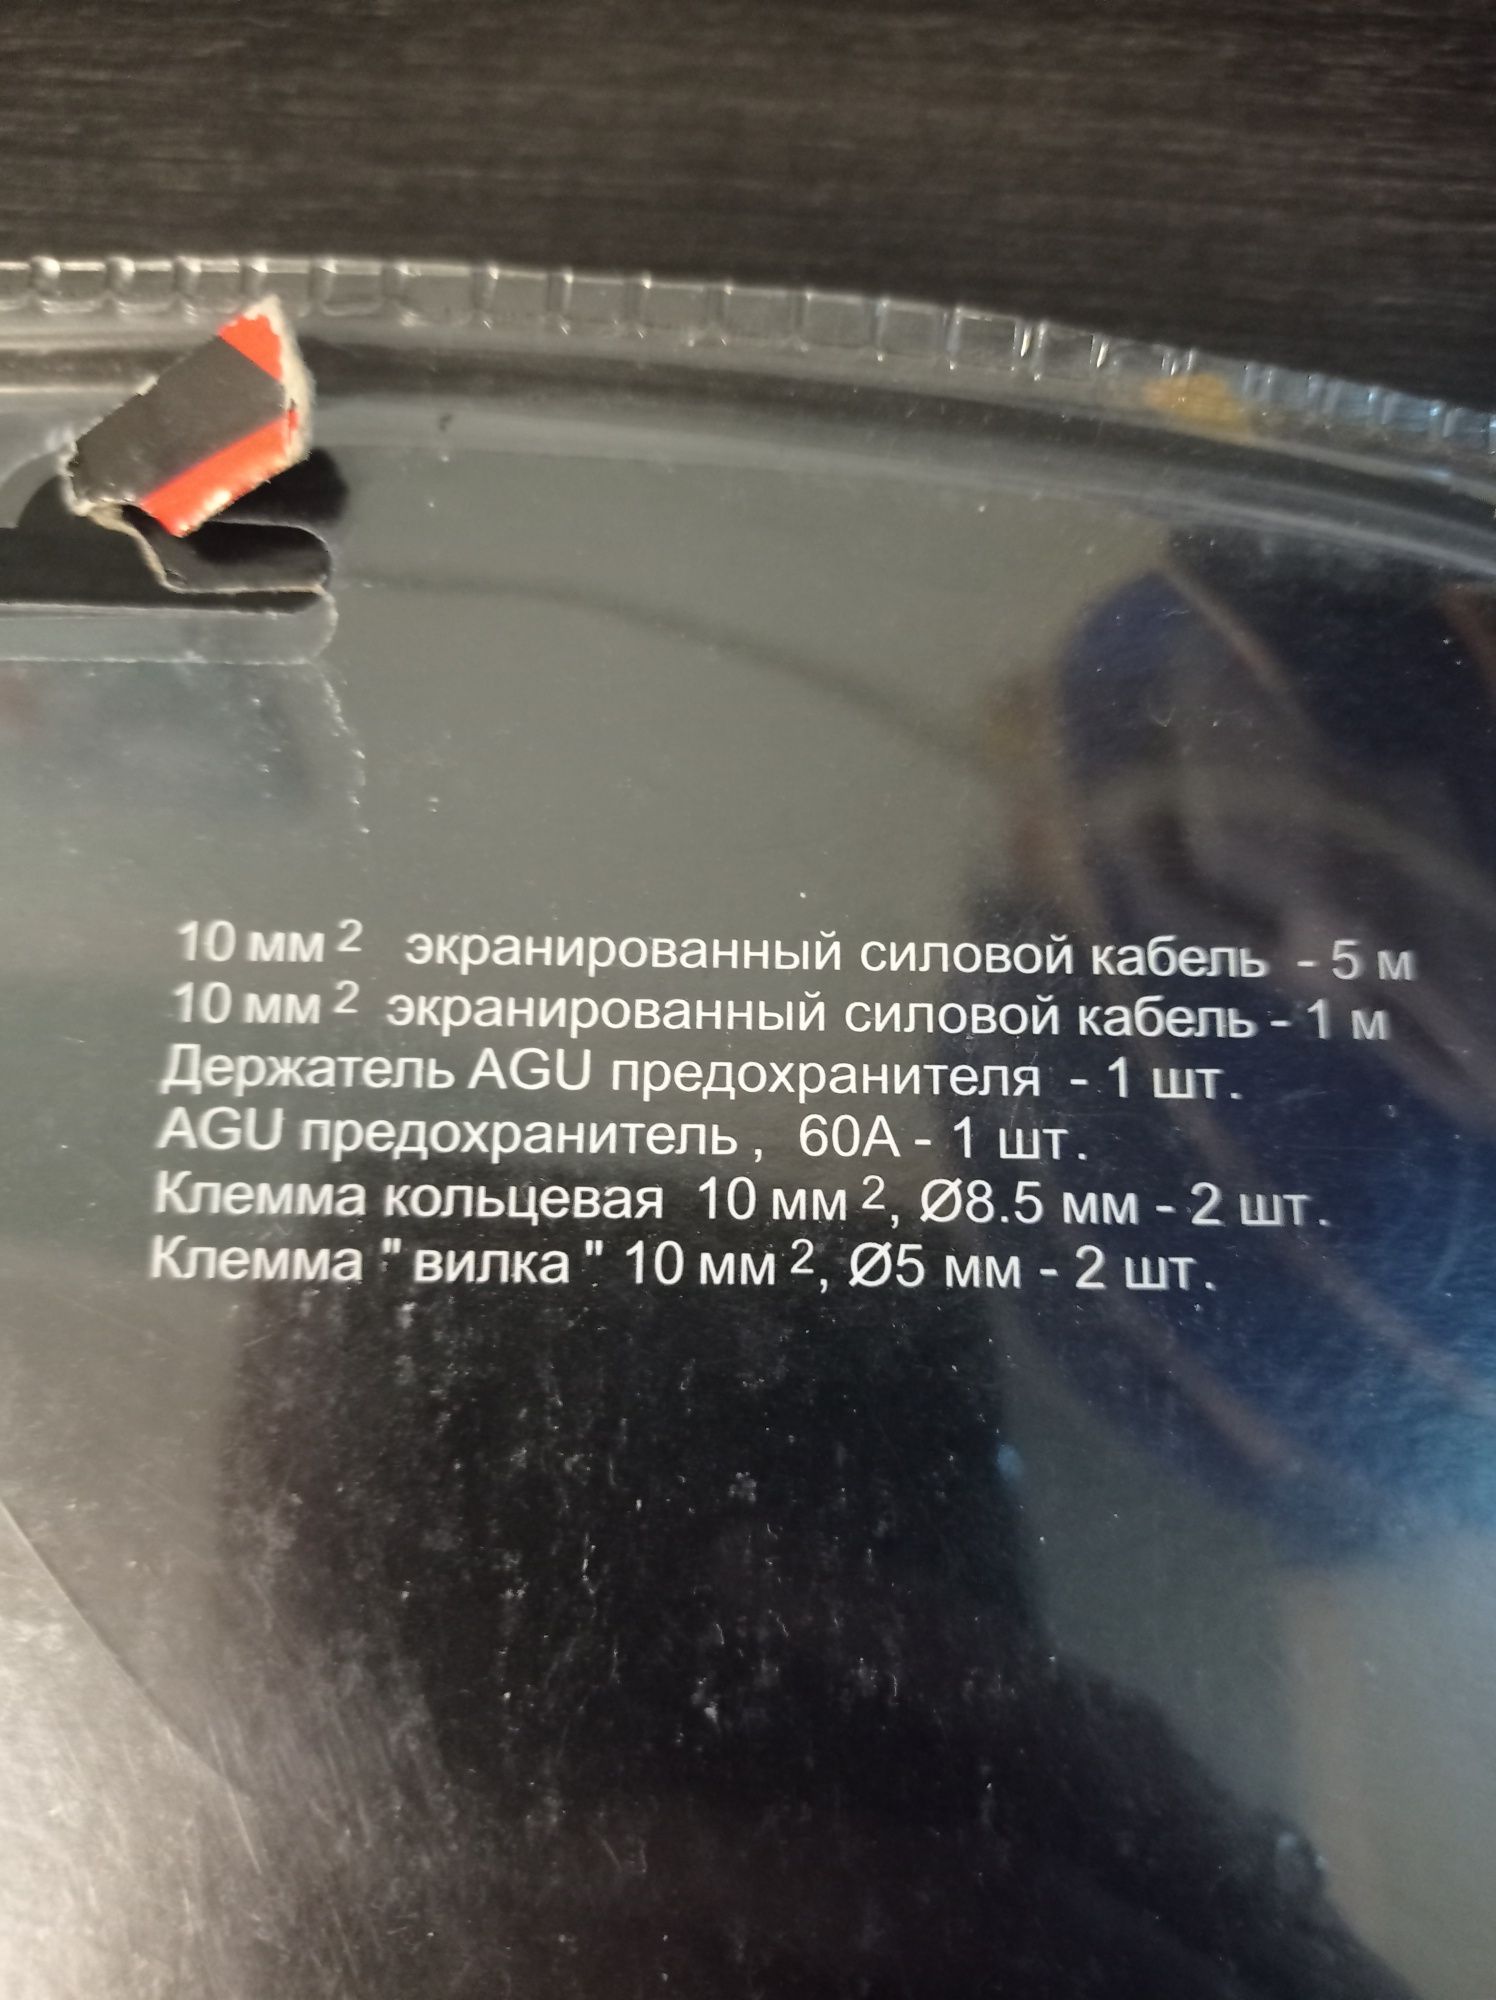 10 мм 2 экранированный силовой кабель - 5 м
10 мм 2 экранированный силовой кабель - 1 м
Держатель AGU предохранителя - 1 шт.
AGU предохранитель , 60А - 1 шт.
Клемма кольцевая 10 мм 2, Ø8.5 мм - 2 шт.
Клемма " вилка " 10 мм 2, Ø5 мм - 2 шт.